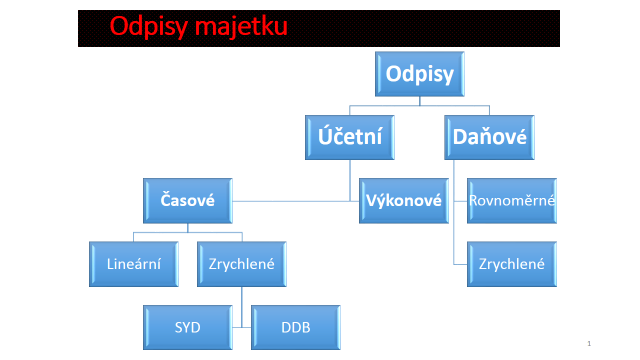 Odpisy majetku
Odpisy
Účetní
Daňové
Časové
Výkonové
Rovnoměrné
Lineární
Zrychlené
Zrychlené
SYD
DDB
1